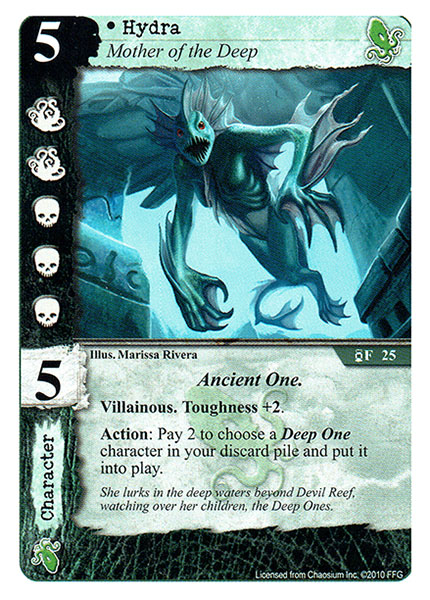 5
• Hydra
Mother of the Deep
Illus. Marissa Rivera
F 25
5
Character
Ancient One.
Villainous. Toughness +2.
Action: Pay 2 to choose a Deep One
character in your discard pile and put it
into play.
She lurks in the deep waters beyond Devil Reef,
watching over her children, the Deep Ones.
Licensed from Chaosium Inc. ©2010 FFG